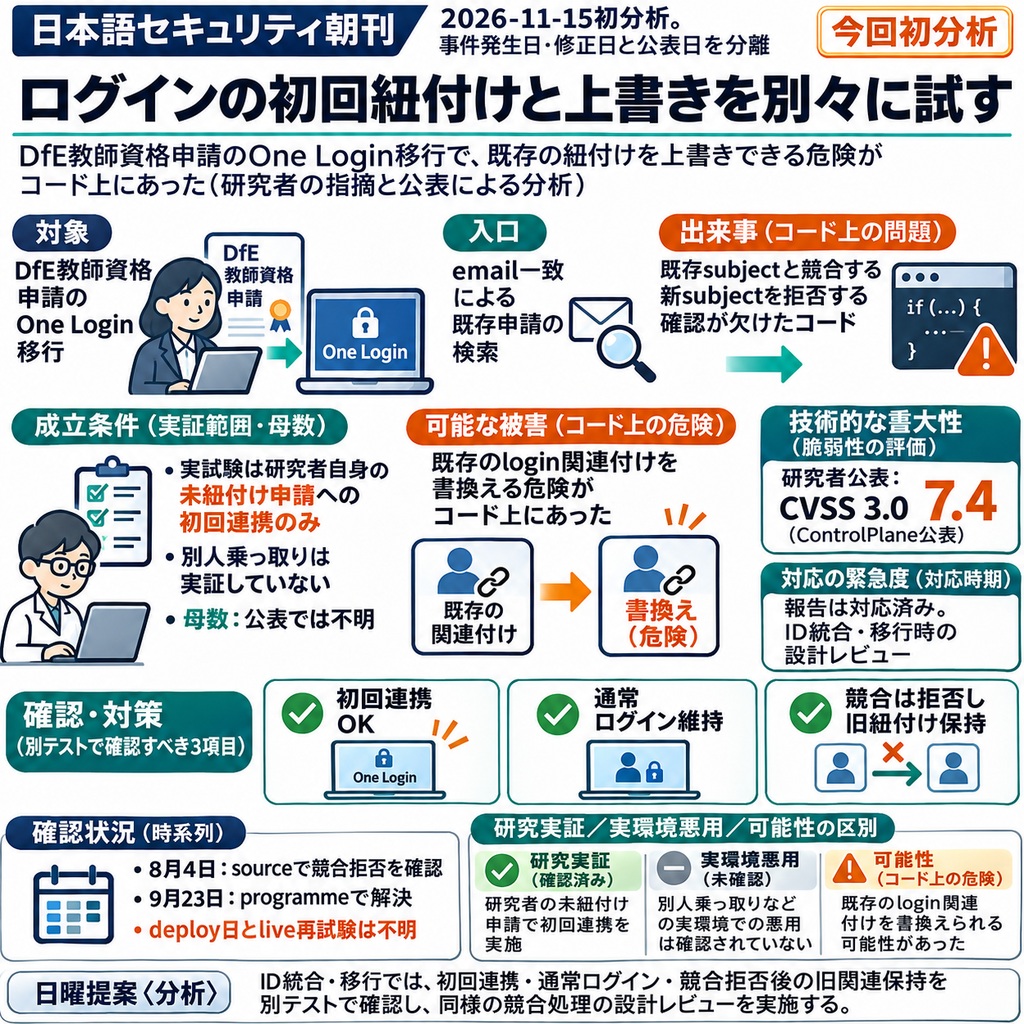 日本語セキュリティ朝刊
2026-11-15初分析。
事件発生日・修正日と公表日を分離
今回初分析
ログインの初回紐付けと上書きを別々に試す
DfE教師資格申請のOne Login移行で、既存の紐付けを上書きできる危険が
コード上にあった(研究者の指摘と公表による分析)
対象
DfE教師資格
申請の
One Login
移行
DfE
教師資格
申請
One Login
入口
email一致
による
既存申請の
検索
出来事(コード上の問題)
既存subjectと競合する
新subjectを拒否する
確認が欠けたコード
if (...) {
...
}
成立条件(実証範囲・母数)
• 実試験は研究者自身の
未紐付け申請への
初回連携のみ
• 別人乗っ取りは
実証していない
• 母数:公表では不明
可能な被害(コード上の危険)
既存のlogin関連付けを
書換える危険が
コード上にあった
既存の
関連付け
書換え
(危険)
技術的な重大性
(脆弱性の評価)
研究者公表:
CVSS 3.0 7.4
(ControlPlane公表)
対応の緊急度(対応時期)
報告は対応済み。
ID統合・移行時の
設計レビュー
確認・対策
(別テストで確認すべき3項目)
初回連携
OK
One Login
通常
ログイン維持
競合は拒否し
旧紐付け保持
確認状況(時系列)
• 8月4日:sourceで競合拒否を確認
• 9月23日:programmeで解決
• deploy日とlive再試験は不明
研究実証/実環境悪用/可能性の区別
研究実証
(確認済み)
研究者の未紐付け
申請で初回連携を
実施
実環境悪用
(未確認)
別人乗っ取りなど
の実環境での悪用
は確認されていない
可能性
(コード上の危険)
既存のlogin関連
付けを書換えられる
可能性があった
日曜提案〈分析〉
ID統合・移行では、初回連携・通常ログイン・競合拒否後の旧関連保持を
別テストで確認し、同様の競合処理の設計レビューを実施する。